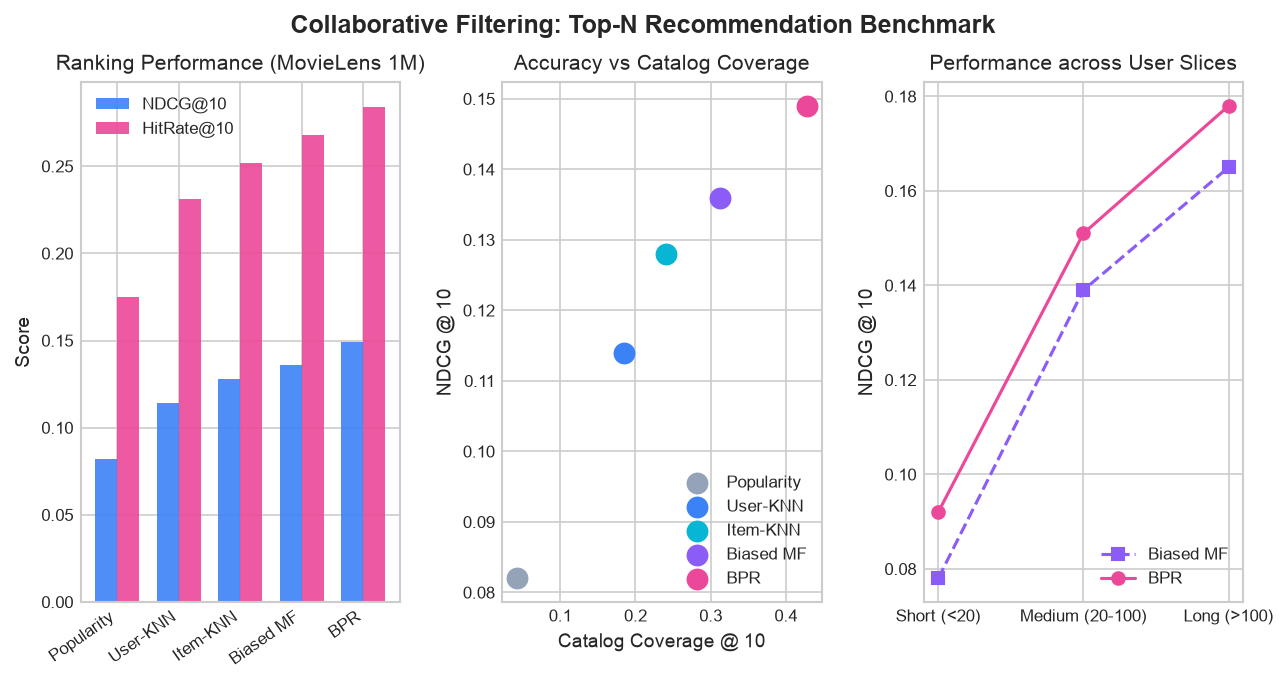 Collaborative Filtering: Top-N Recommendation Benchmark
Ranking Performance (MovieLens 1M)
NDCG@10
HitRate@10
Score
0.25
0.20
0.15
0.10
0.05
0.00
Popularity
User-KNN
Item-KNN
Biased MF
BPR
Accuracy vs Catalog Coverage
NDCG @ 10
0.15
0.14
0.13
0.12
0.11
0.10
0.09
0.08
Popularity
User-KNN
Item-KNN
Biased MF
BPR
0.1
0.2
0.3
0.4
Catalog Coverage @ 10
Performance across User Slices
NDCG @ 10
0.18
0.16
0.14
0.12
0.10
0.08
Biased MF
BPR
Short (<20)
Medium (20-100)
Long (>100)